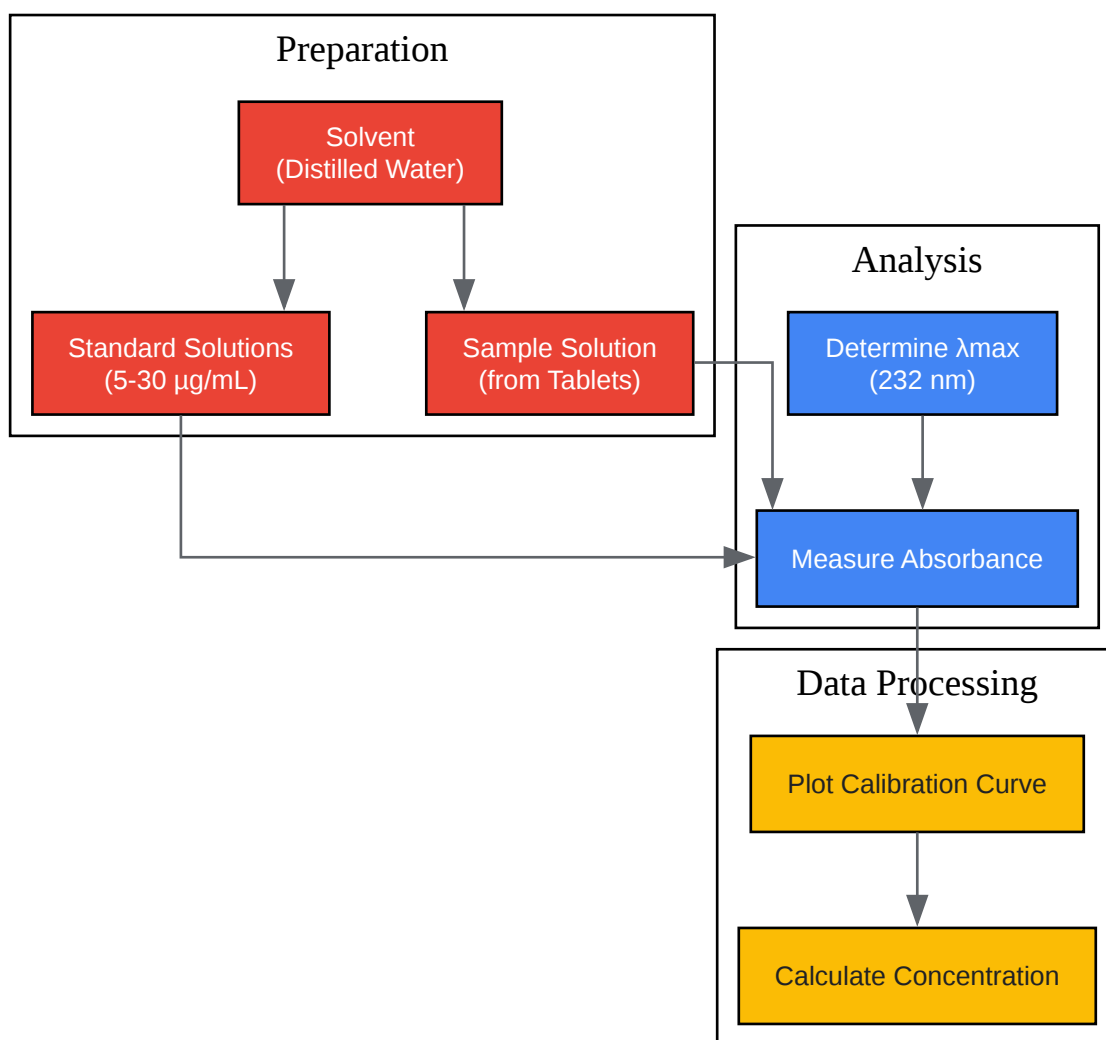 Preparation
Solvent
(Distilled Water)
Standard Solutions
(5-30 µg/mL)
Sample Solution
(from Tablets)
Analysis
Determine λmax
(232 nm)
Measure Absorbance
Data Processing
Plot Calibration Curve
Calculate Concentration